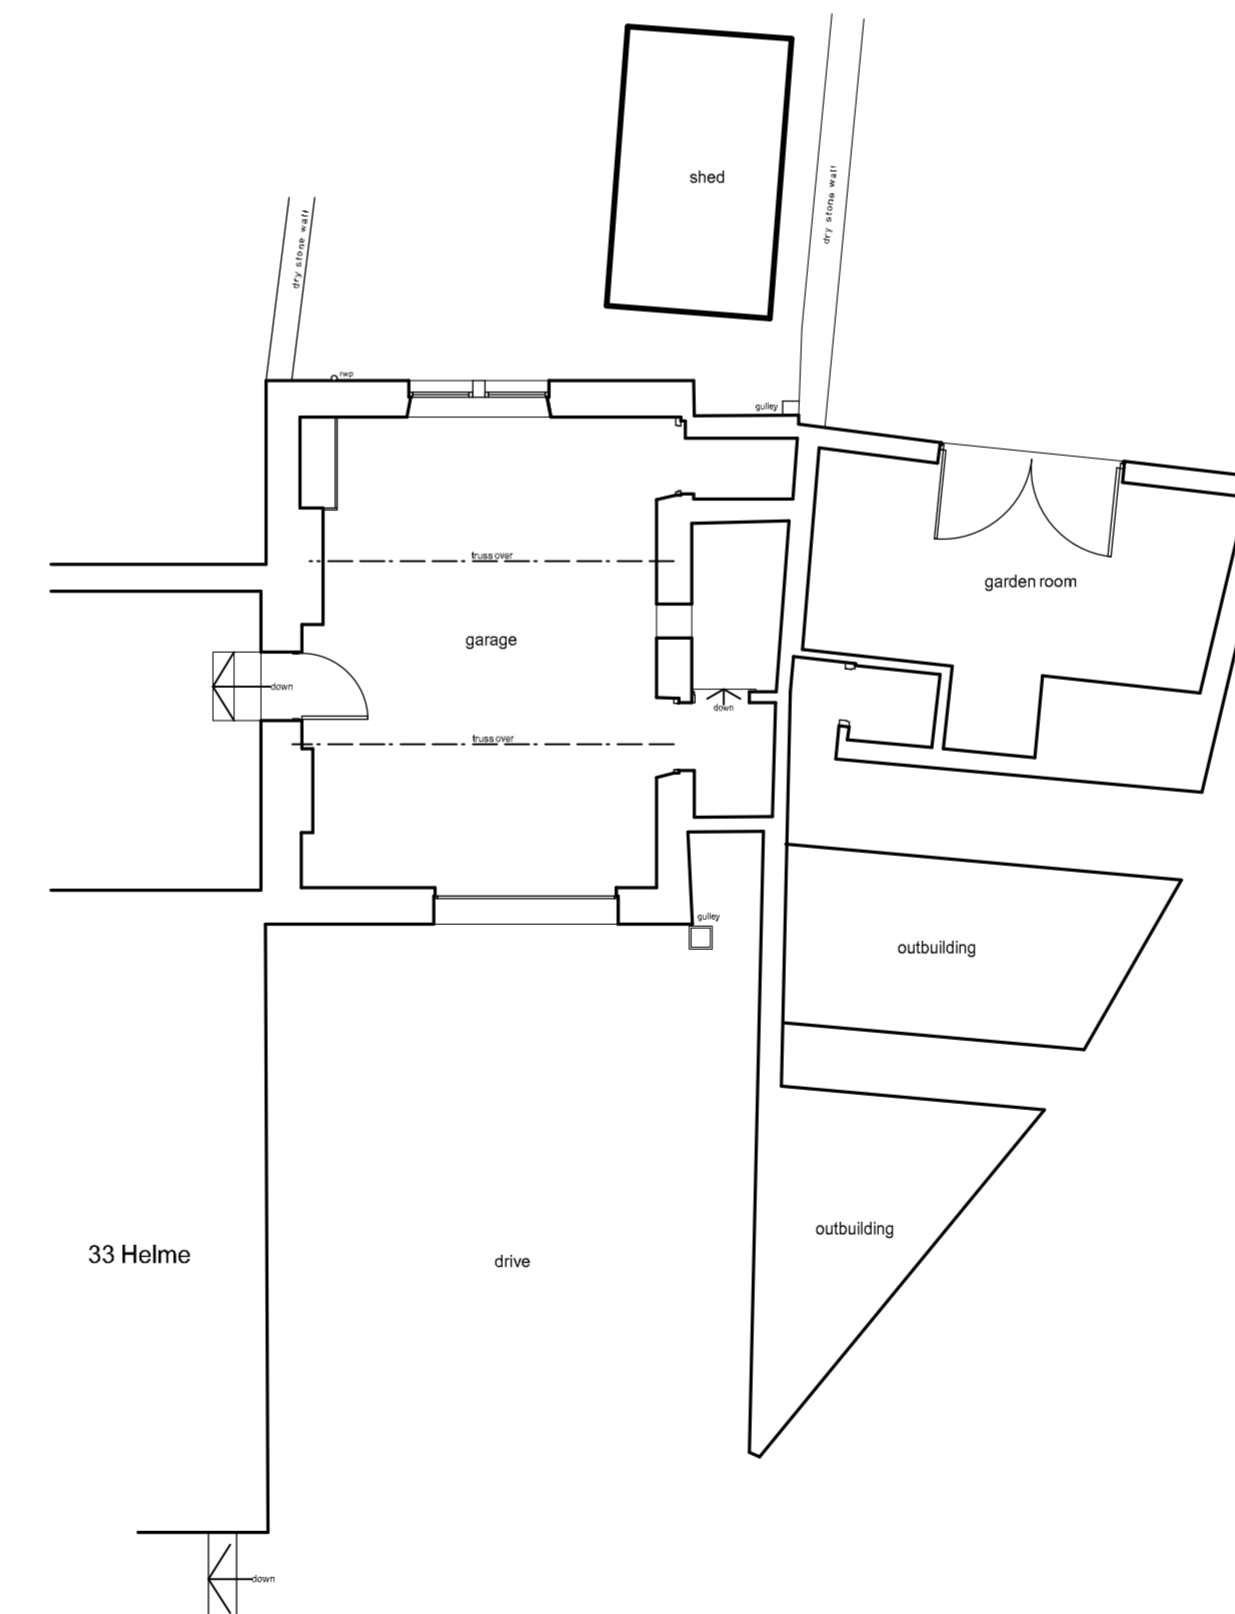 shed
dry stone wall
dry stone wall
rwp
gulley
truss over
garden room
garage
down
down
truss over
gulley
outbuilding
outbuilding
33 Helme
drive
down